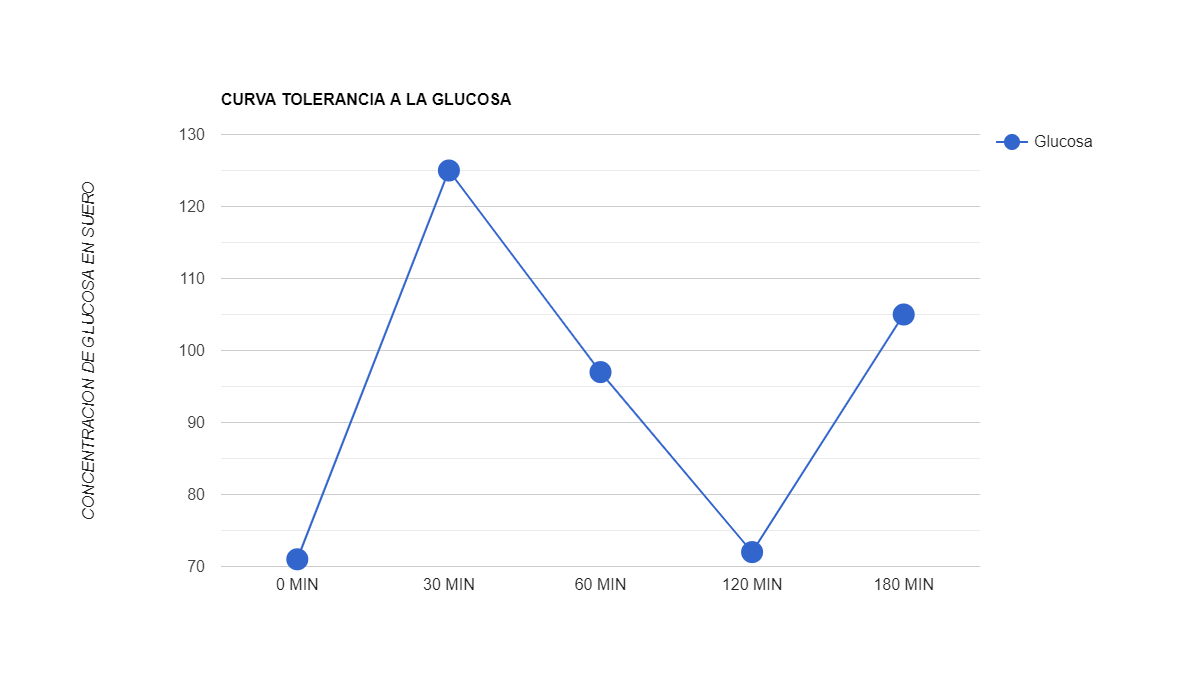 CURVA TOLERANCIA A LA GLUCOSA
Glucosa
CONCENTRACION DE GLUCOSA EN SUERO
130
120
110
100
90
80
70
0 MIN
30 MIN
60 MIN
120 MIN
180 MIN